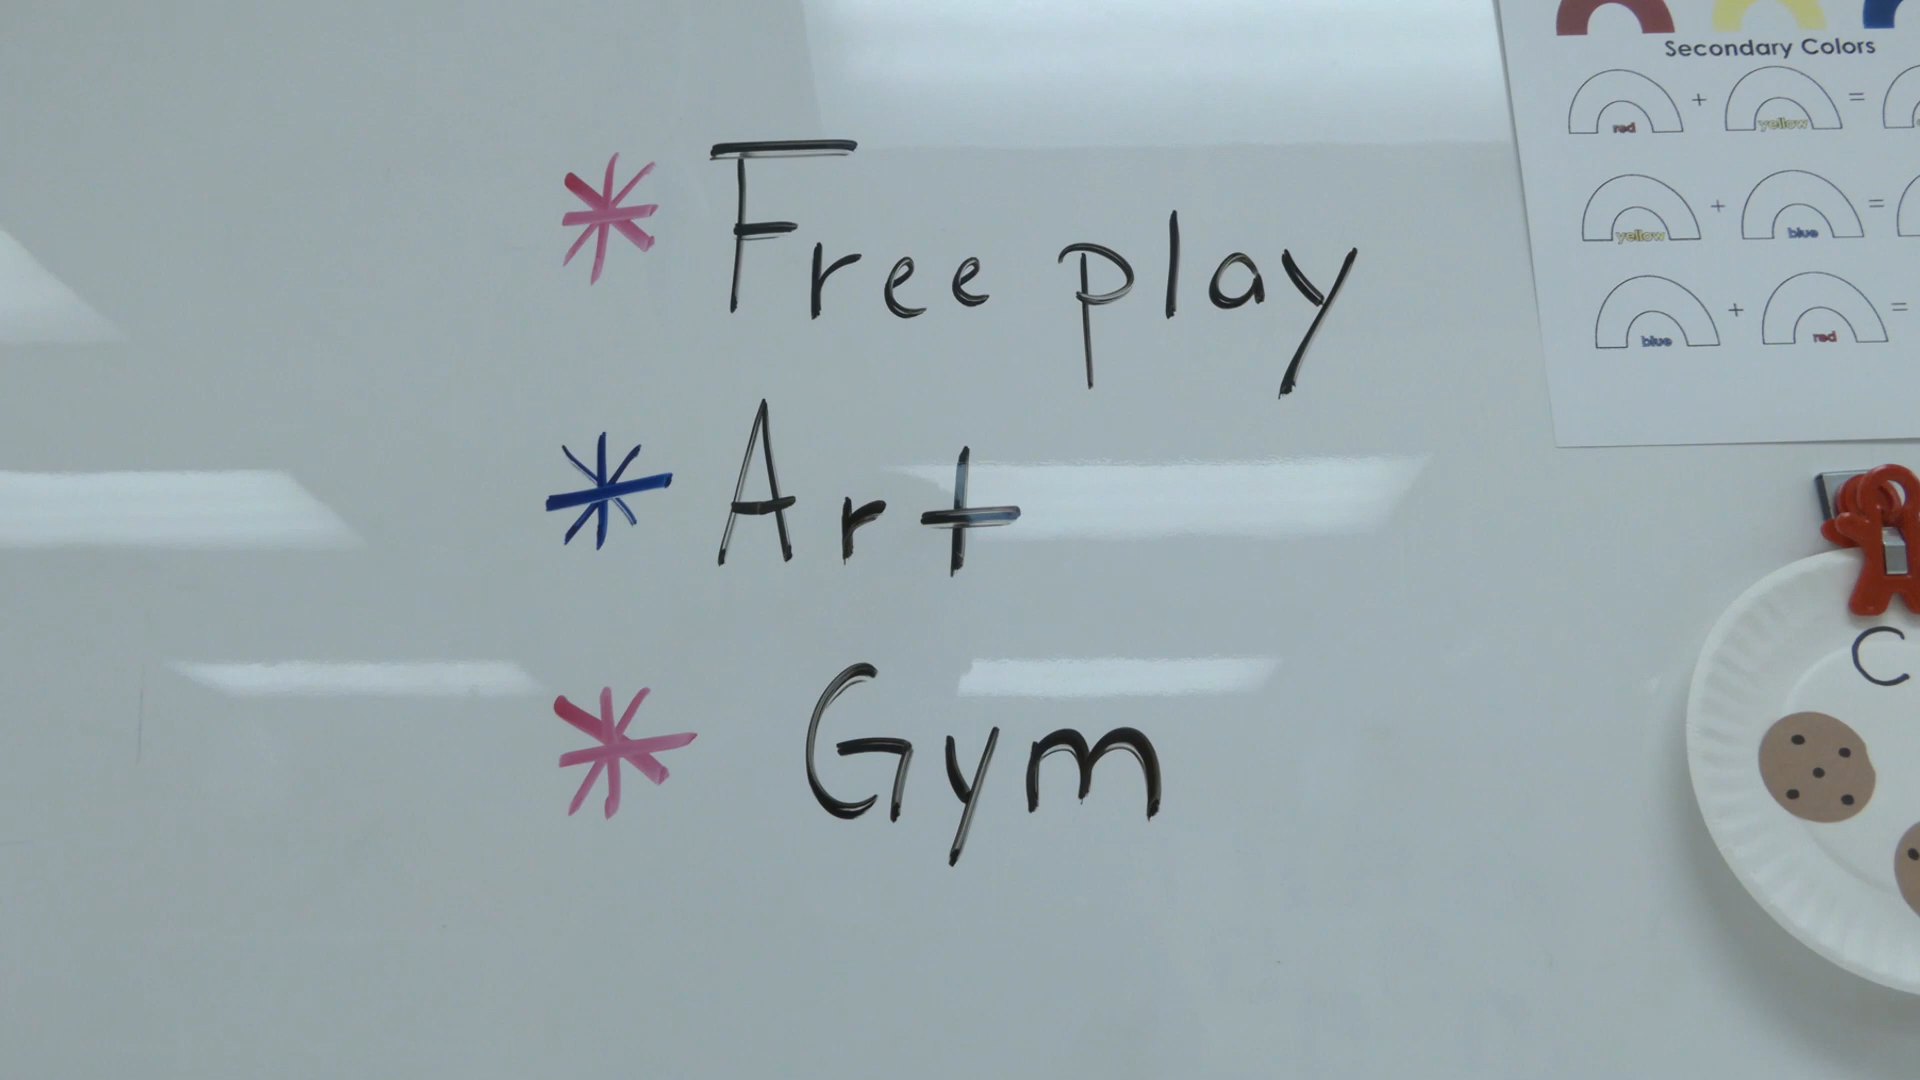 * Free play
* Art
* Gym
Secondary Colors
red + yellow =
yellow + blue =
blue + red =
C